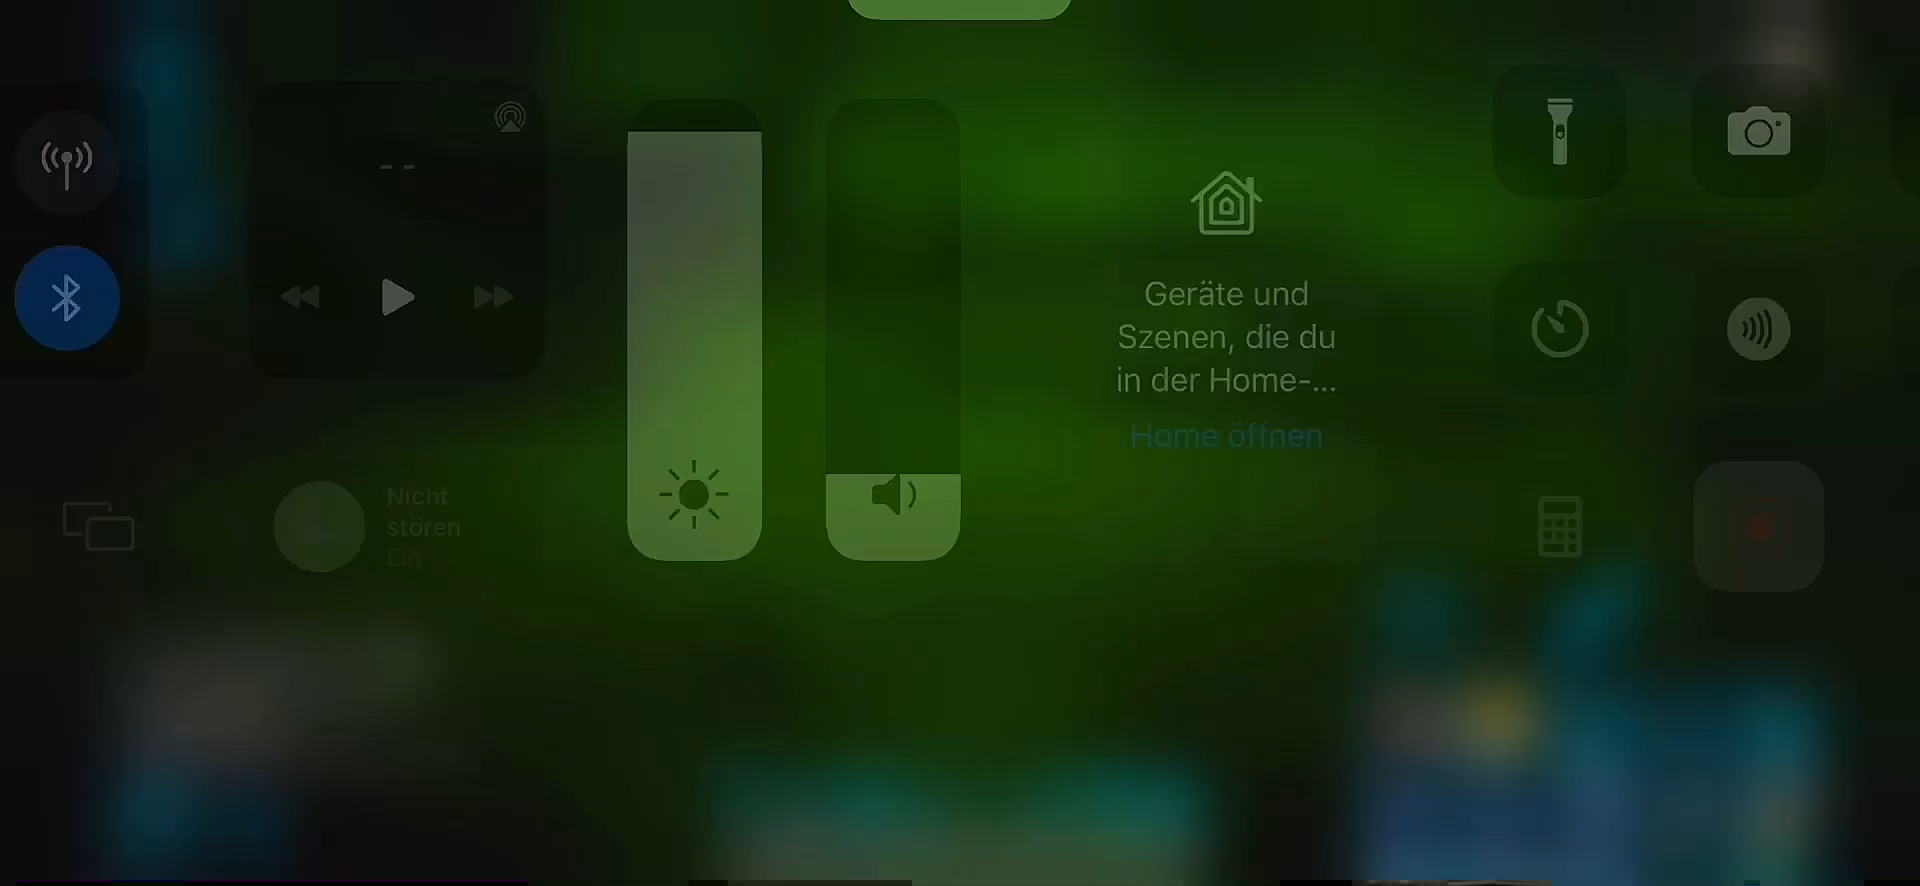 - -
Nicht
stören
Ein
Geräte und
Szenen, die du
in der Home-...
Home öffnen